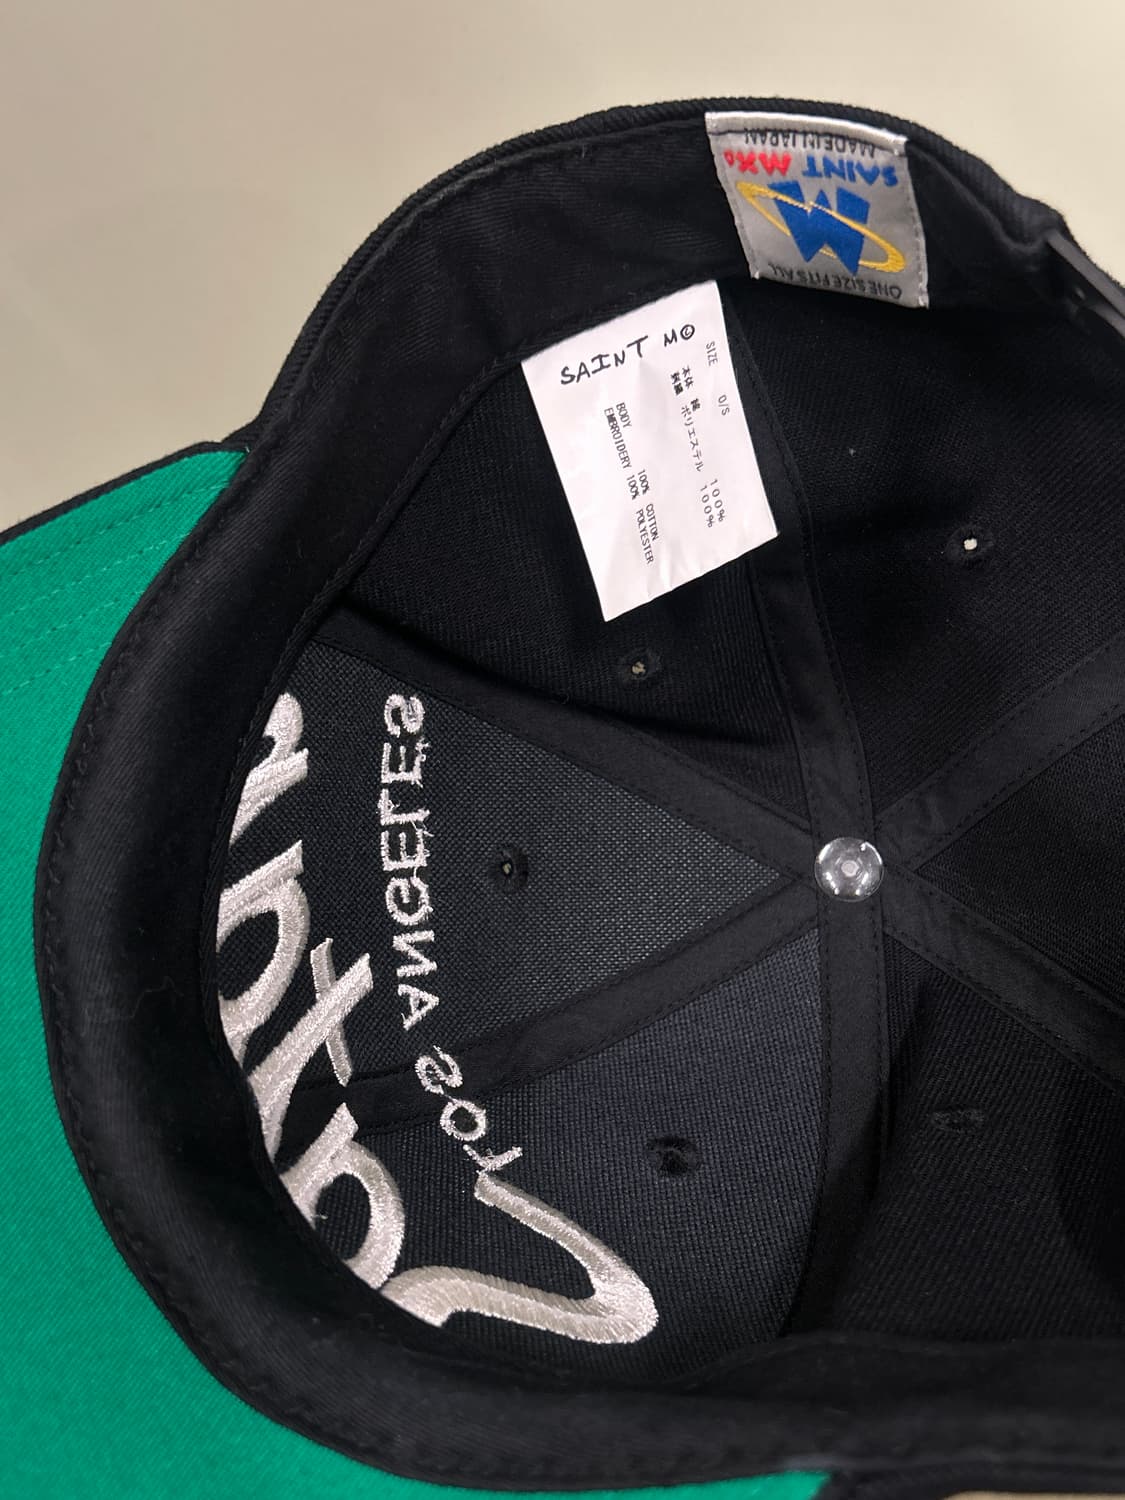 ONE SIZE FITS ALL
SAINT MX6
MADE IN JAPAN
SAINT M©
SIZE O/S
本体 綿 100%
刺繍 ポリエステル 100%
BODY 100% COTTON
EMBROIDERY 100% POLYESTER
LOS ANGELES